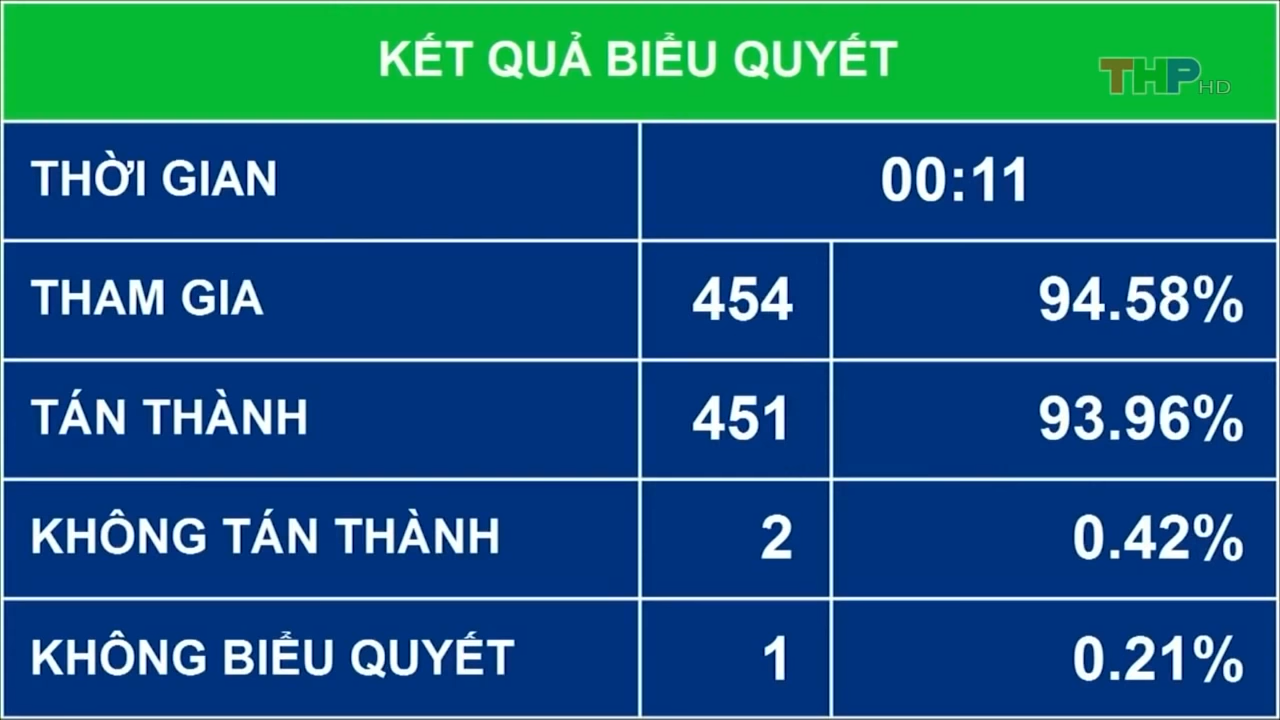 KẾT QUẢ BIỂU QUYẾT
THP HD
THỜI GIAN 00:11
THAM GIA 454 94.58%
TÁN THÀNH 451 93.96%
KHÔNG TÁN THÀNH 2 0.42%
KHÔNG BIỂU QUYẾT 1 0.21%